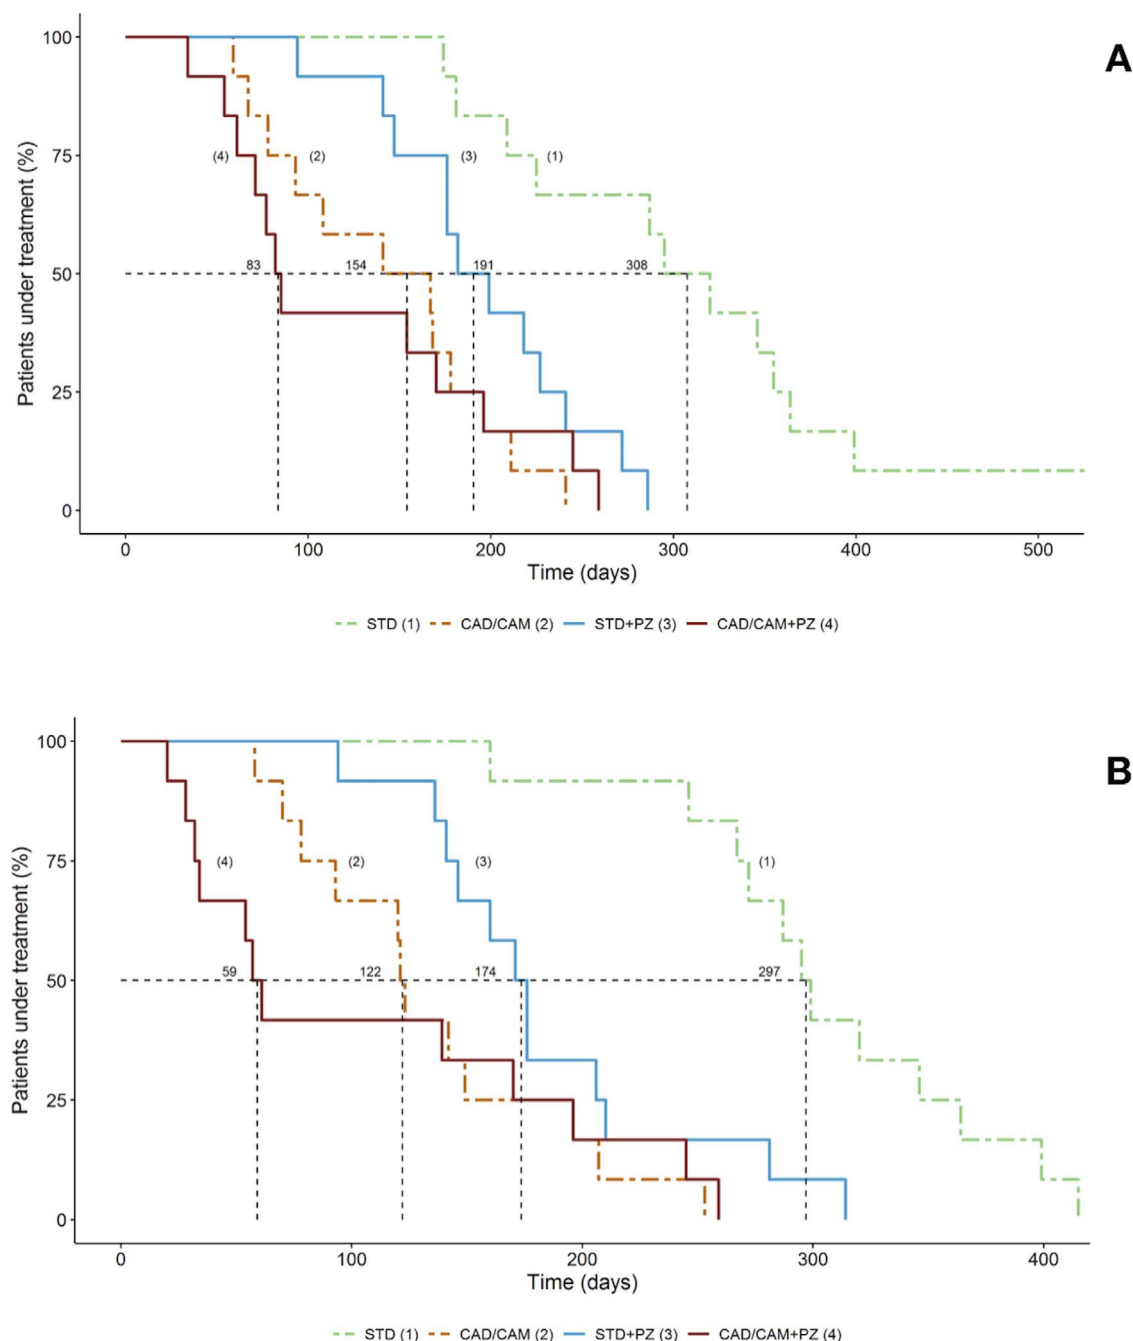 A
Patients under treatment (%)
100
75
50
25
0
(4)
(2)
(3)
(1)
83
154
191
308
0 100 200 300 400 500
Time (days)
STD (1) CAD/CAM (2) STD+PZ (3) CAD/CAM+PZ (4)
B
Patients under treatment (%)
100
75
50
25
0
(4)
(2)
(3)
(1)
59
122
174
297
0 100 200 300 400
Time (days)
STD (1) CAD/CAM (2) STD+PZ (3) CAD/CAM+PZ (4)